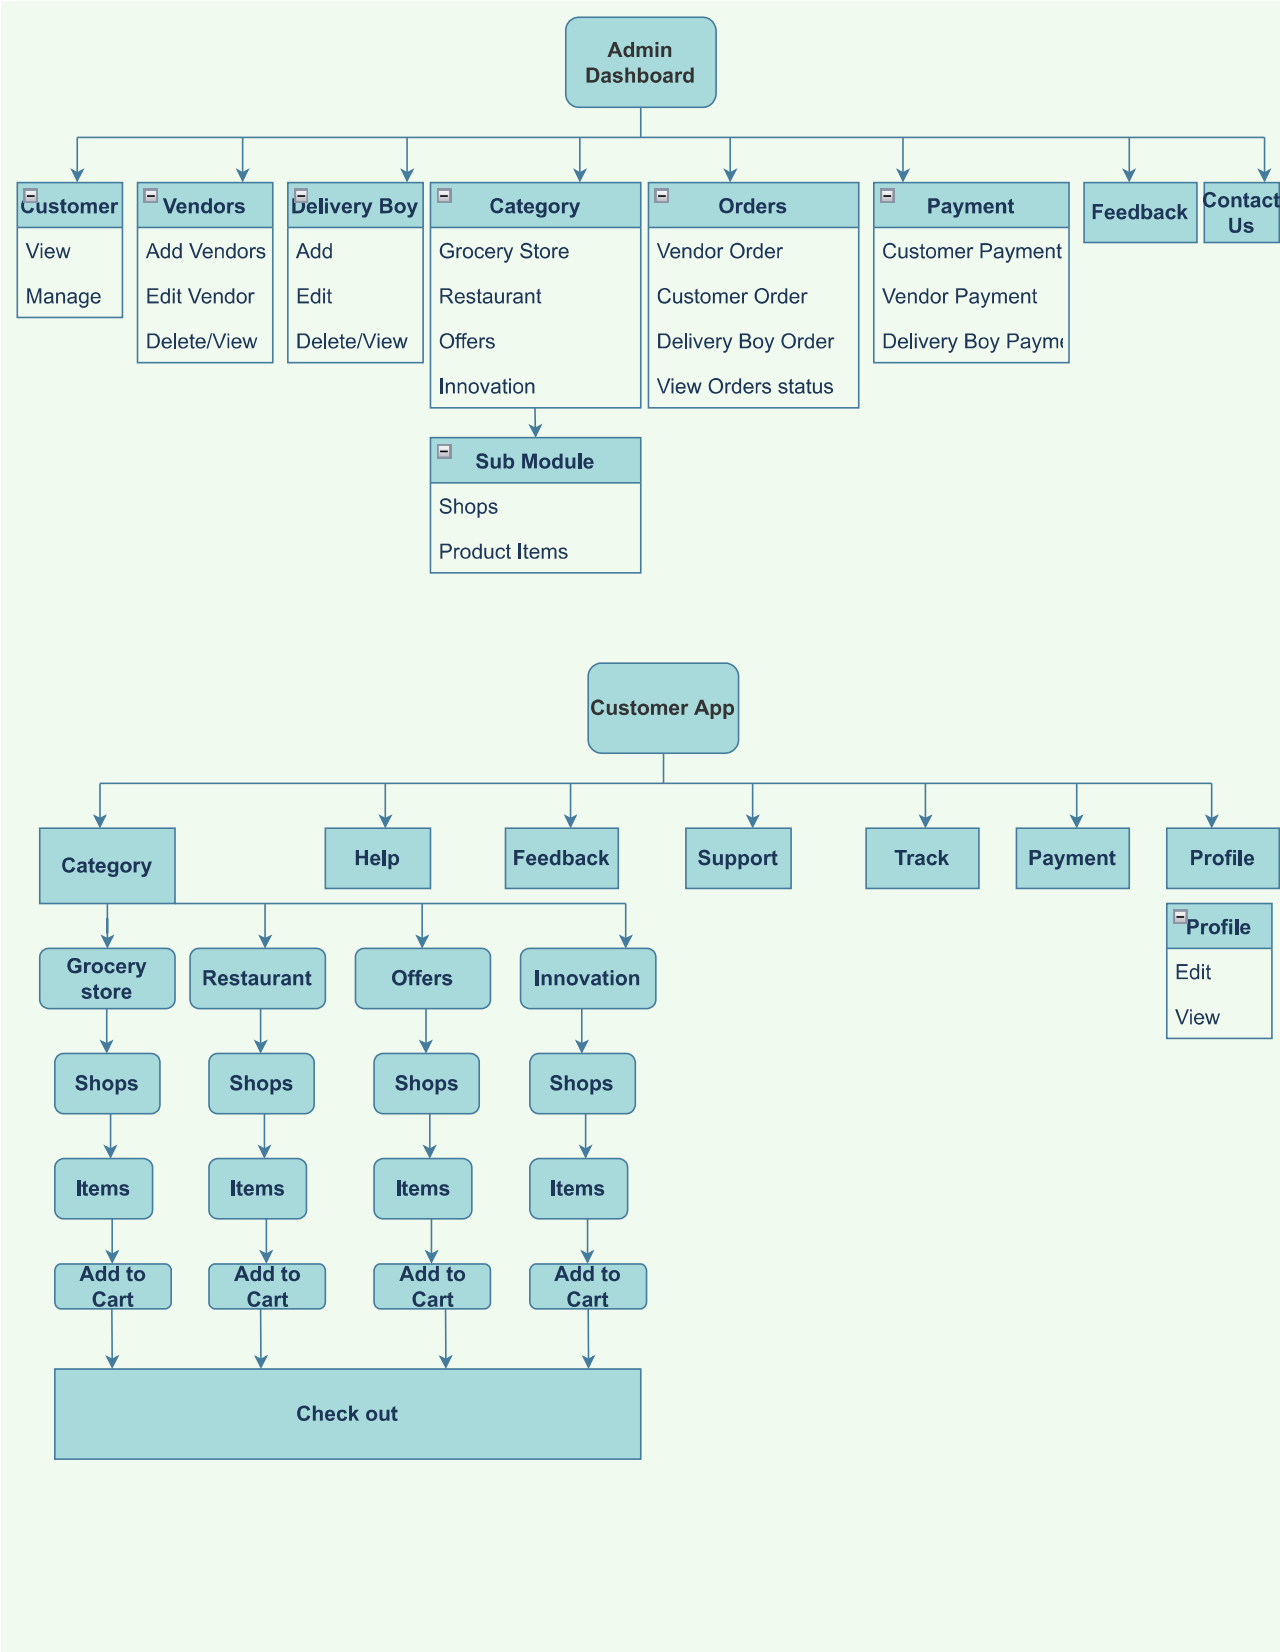 Admin
Dashboard
Customer
View
Manage
Vendors
Add Vendors
Edit Vendor
Delete/View
Delivery Boy
Add
Edit
Delete/View
Category
Grocery Store
Restaurant
Offers
Innovation
Orders
Vendor Order
Customer Order
Delivery Boy Order
View Orders status
Payment
Customer Payment
Vendor Payment
Delivery Boy Payme
Feedback
Contact
Us
Sub Module
Shops
Product Items
Customer App
Category
Help
Feedback
Support
Track
Payment
Profile
Profile
Edit
View
Grocery
store
Restaurant
Offers
Innovation
Shops
Shops
Shops
Shops
Items
Items
Items
Items
Add to
Cart
Add to
Cart
Add to
Cart
Add to
Cart
Check out